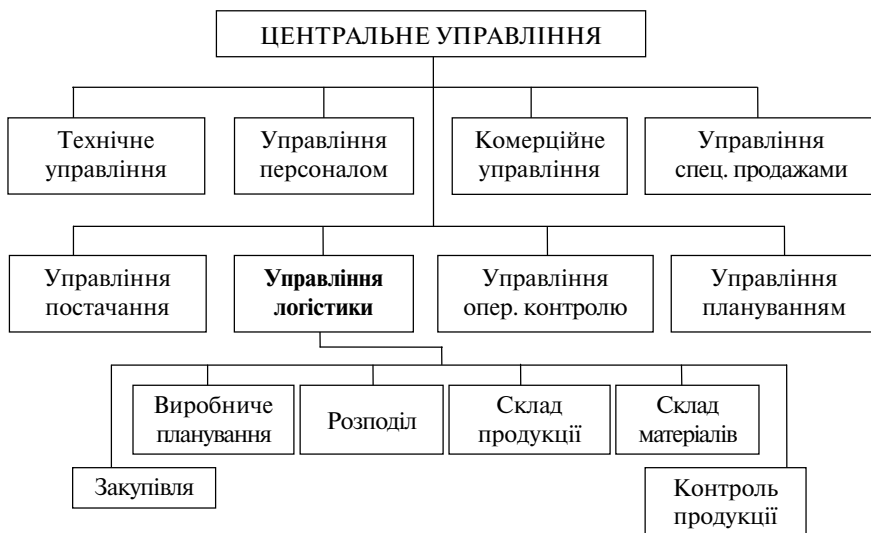 ЦЕНТРАЛЬНЕ УПРАВЛІННЯ
Технічне
управління
Управління
персоналом
Комерційне
управління
Управління
спец. продажами
Управління
постачання
Управління
логістики
Управління
опер. контролю
Управління
плануванням
Виробниче
планування
Розподіл
Склад
продукції
Склад
матеріалів
Закупівля
Контроль
продукції